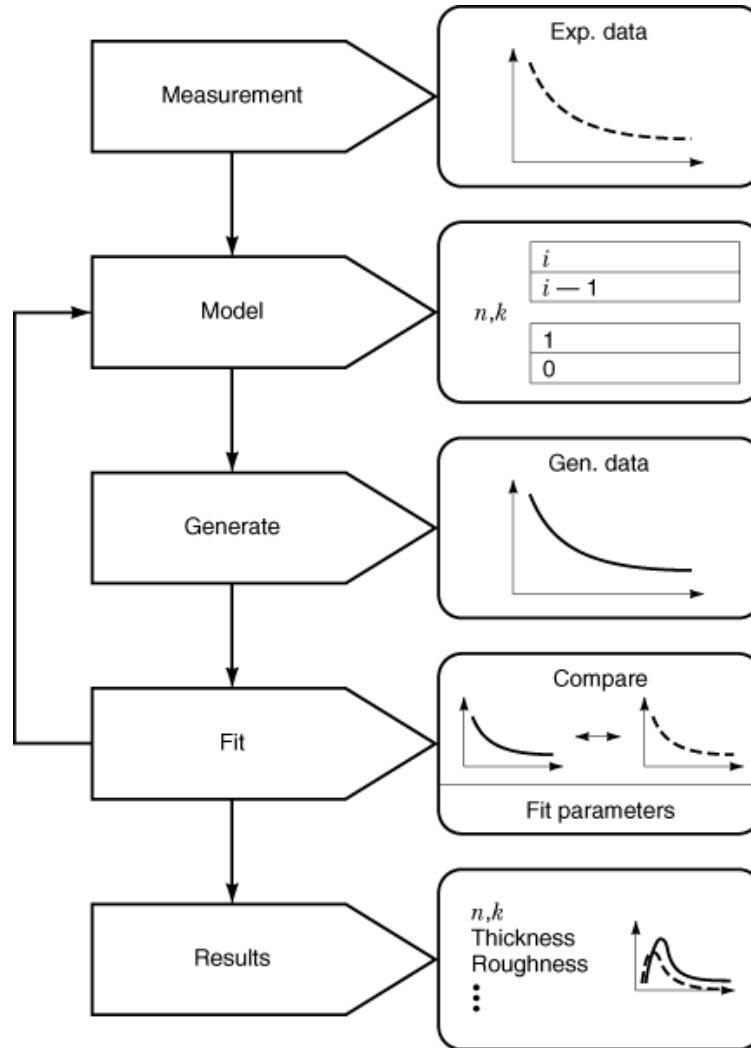 Measurement
Exp. data
Model
n,k
i
i — 1
1
0
Generate
Gen. data
Fit
Compare
Fit parameters
Results
n,k
Thickness
Roughness